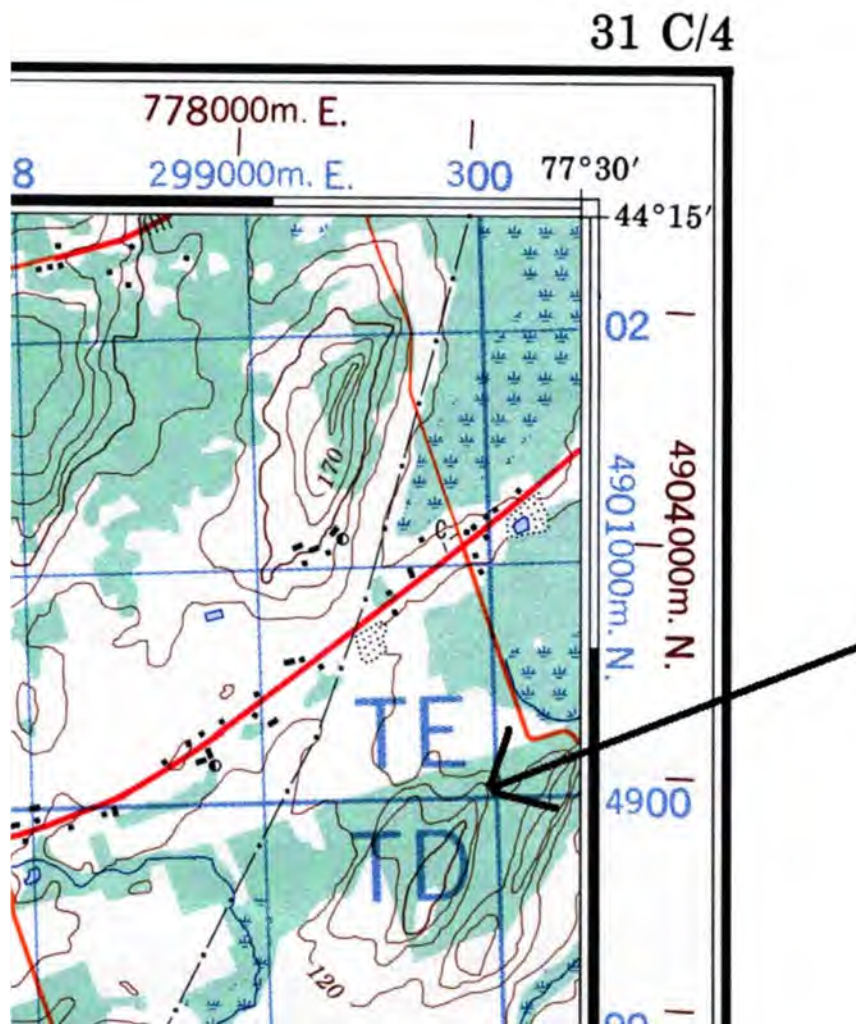 31 C/4
778000m. E.
8 299000m. E. 300 77°30′
44°15′
02
170
4901000m. N.
4904000m. N.
TE
4900
TD
120